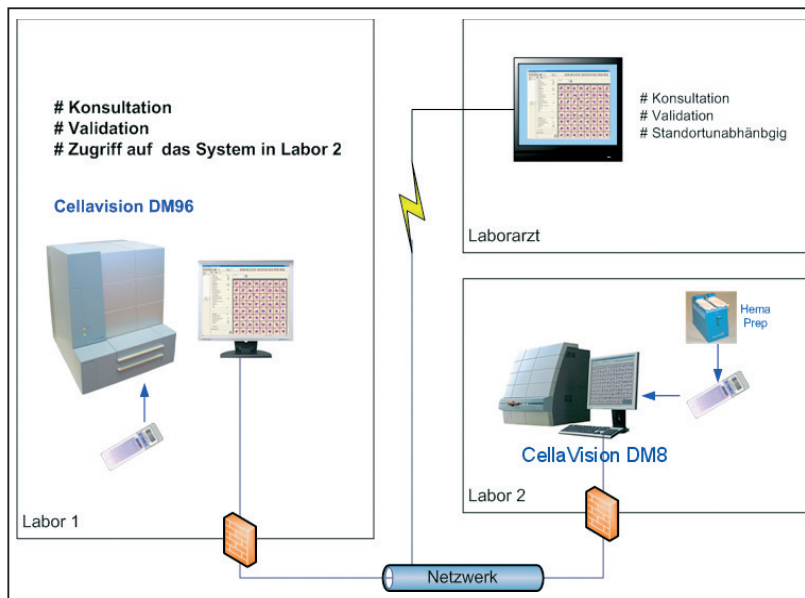 # Konsultation
# Validation
# Zugriff auf das System in Labor 2
Cellavision DM96
Labor 1
# Konsultation
# Validation
# Standortunabhänbgig
Laborarzt
Hema
Prep
CellaVision DM8
Labor 2
Netzwerk